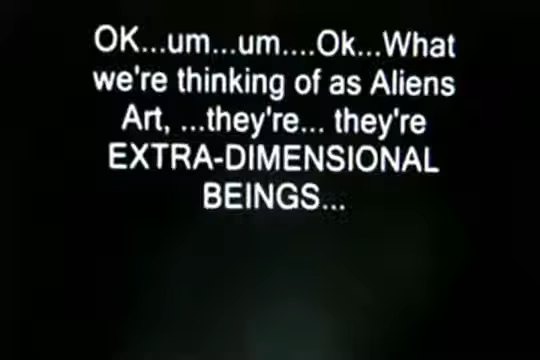 OK...um...um....Ok...What
we're thinking of as Aliens
Art, ...they're... they're
EXTRA-DIMENSIONAL
BEINGS...